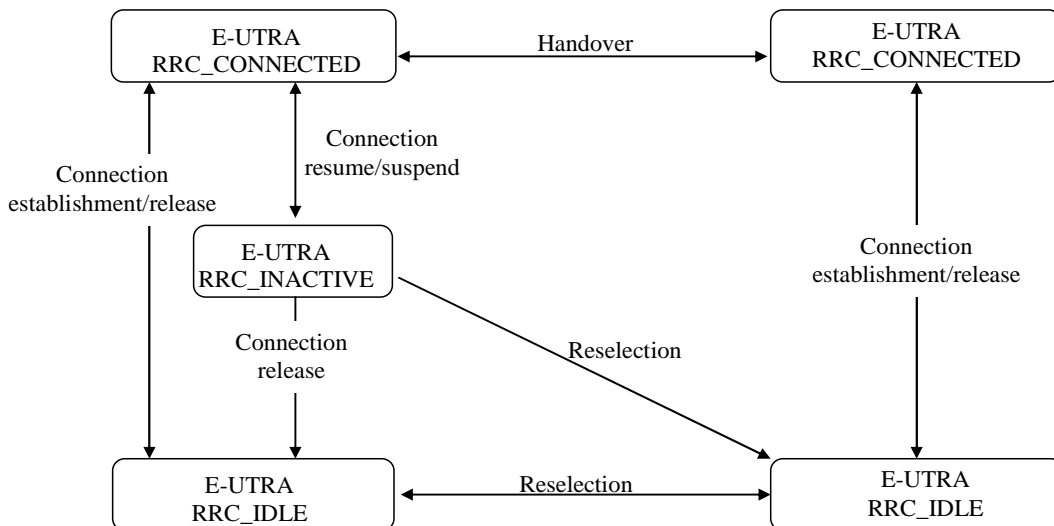 E-UTRA
RRC_CONNECTED
Handover
E-UTRA
RRC_CONNECTED
Connection
resume/suspend
Connection
establishment/release
E-UTRA
RRC_INACTIVE
Connection
establishment/release
Connection
release
Reselection
E-UTRA
RRC_IDLE
Reselection
E-UTRA
RRC_IDLE